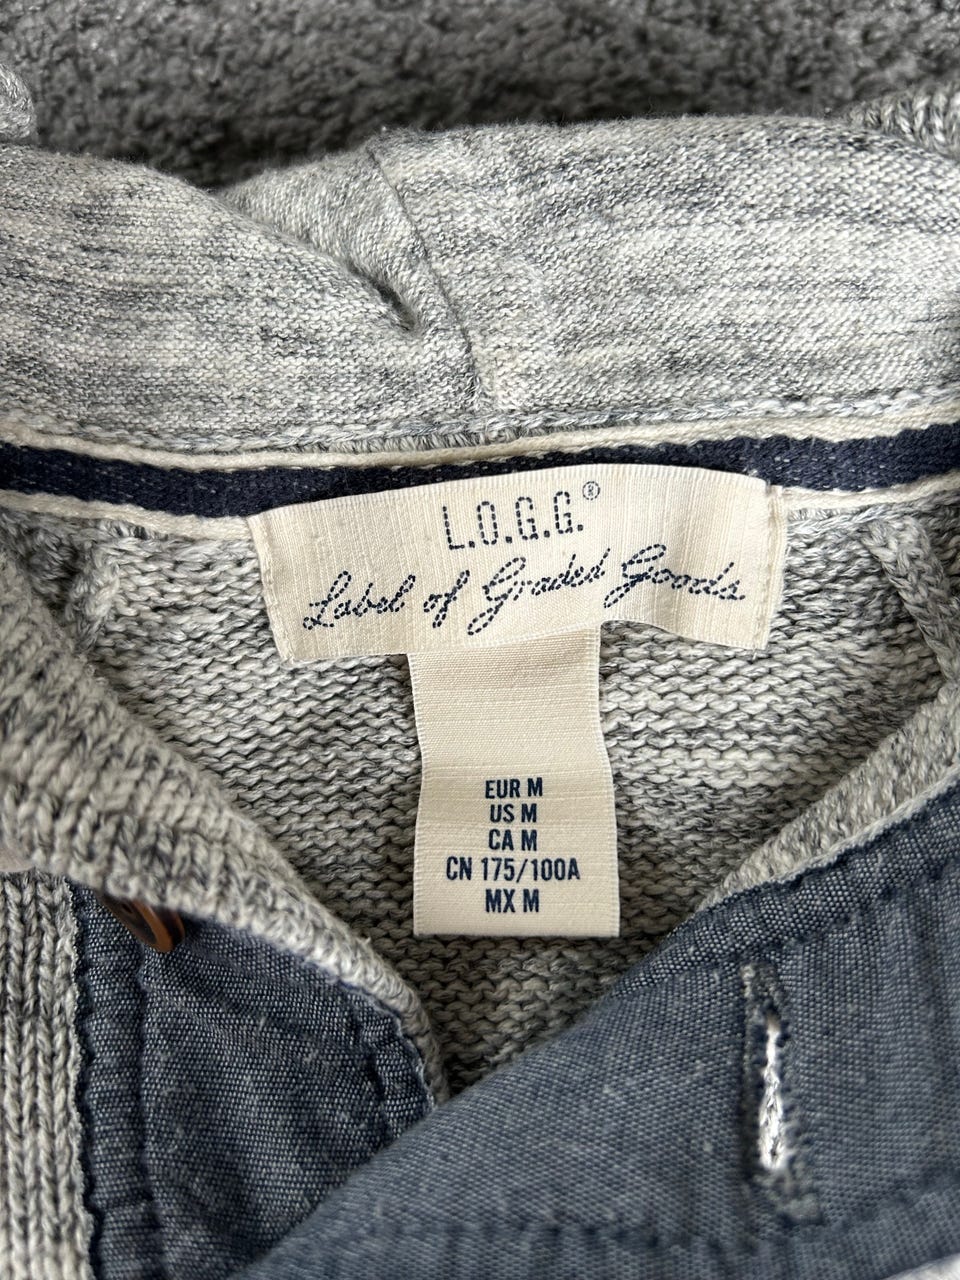 L.O.G.G.®
Label of Graded Goods
EUR M
US M
CA M
CN 175/100A
MX M